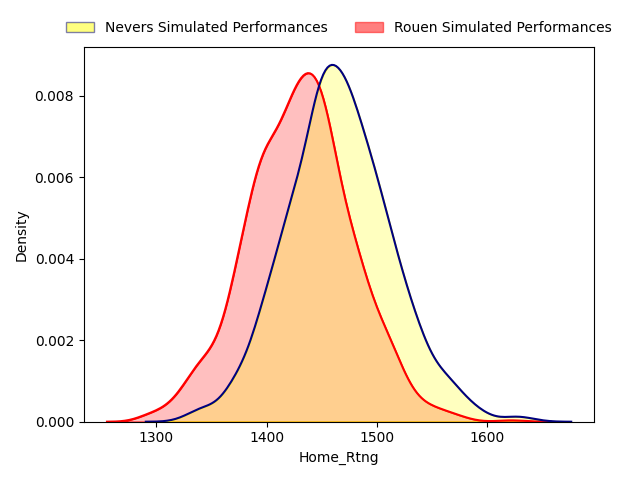 Nevers Simulated Performances Rouen Simulated Performances
0.008
0.006
0.004
0.002
0.000
Density
1300 1400 1500 1600
Home_Rtng